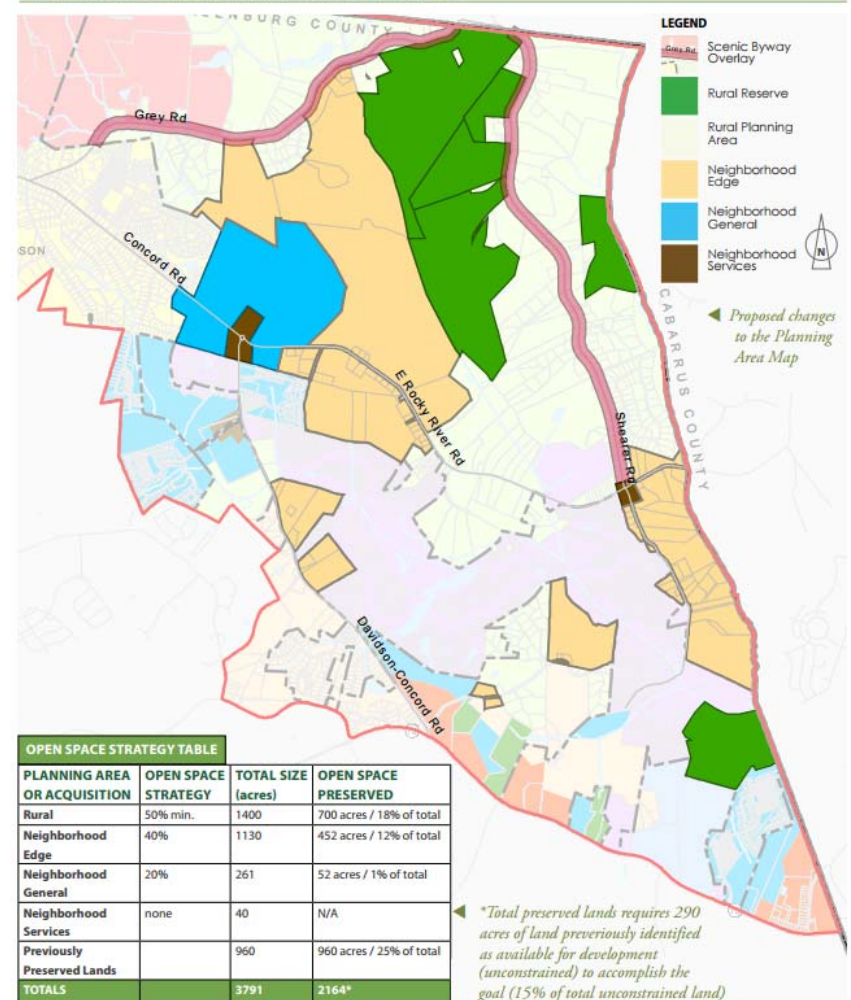 ENBURG COUNTY
LEGEND
Grey Rd
Scenic Byway
Overlay
Rural Reserve
Rural Planning
Area
Neighborhood
Edge
Neighborhood
General
Neighborhood
Services
N
Grey Rd
SON
Concord Rd
CABARRUS COUNTY
Proposed changes
to the Planning
Area Map
E Rocky River Rd
Shearer Rd
Davidson-Concord Rd
OPEN SPACE STRATEGY TABLE
PLANNING AREA OPEN SPACE TOTAL SIZE OPEN SPACE
OR ACQUISITION STRATEGY (acres) PRESERVED
Rural 50% min. 1400 700 acres / 18% of total
Neighborhood 40% 1130 452 acres / 12% of total
Edge
Neighborhood 20% 261 52 acres / 1% of total
General
Neighborhood none 40 N/A
Services
Previously 960 960 acres / 25% of total
Preserved Lands
TOTALS 3791 2164*
*Total preserved lands requires 290
acres of land preveriously identified
as available for development
(unconstrained) to accomplish the
goal (15% of total unconstrained land)